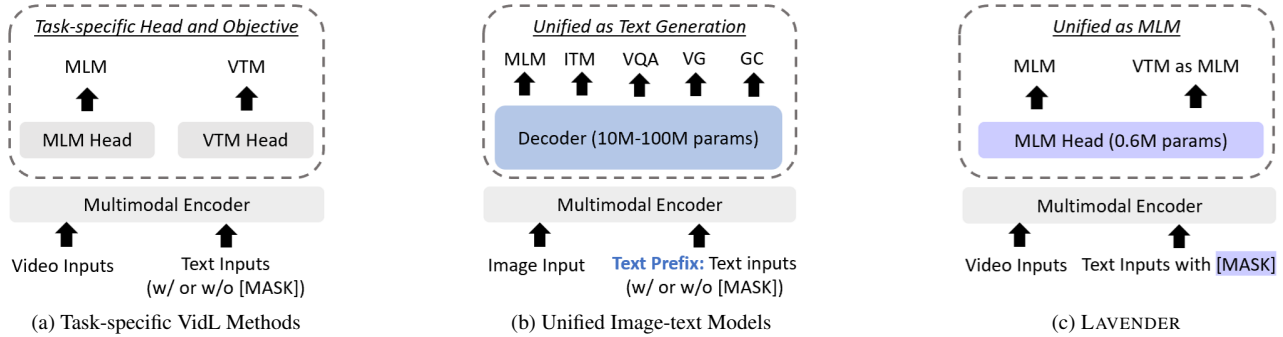 Task-specific Head and Objective
MLM
VTM
MLM Head
VTM Head
Multimodal Encoder
Video Inputs
Text Inputs
(w/ or w/o [MASK])
(a) Task-specific VidL Methods
Unified as Text Generation
MLM ITM VQA VG GC
Decoder (10M-100M params)
Multimodal Encoder
Image Input
Text Prefix: Text inputs
(w/ or w/o [MASK])
(b) Unified Image-text Models
Unified as MLM
MLM
VTM as MLM
MLM Head (0.6M params)
Multimodal Encoder
Video Inputs
Text Inputs with [MASK]
(c) LAVENDER